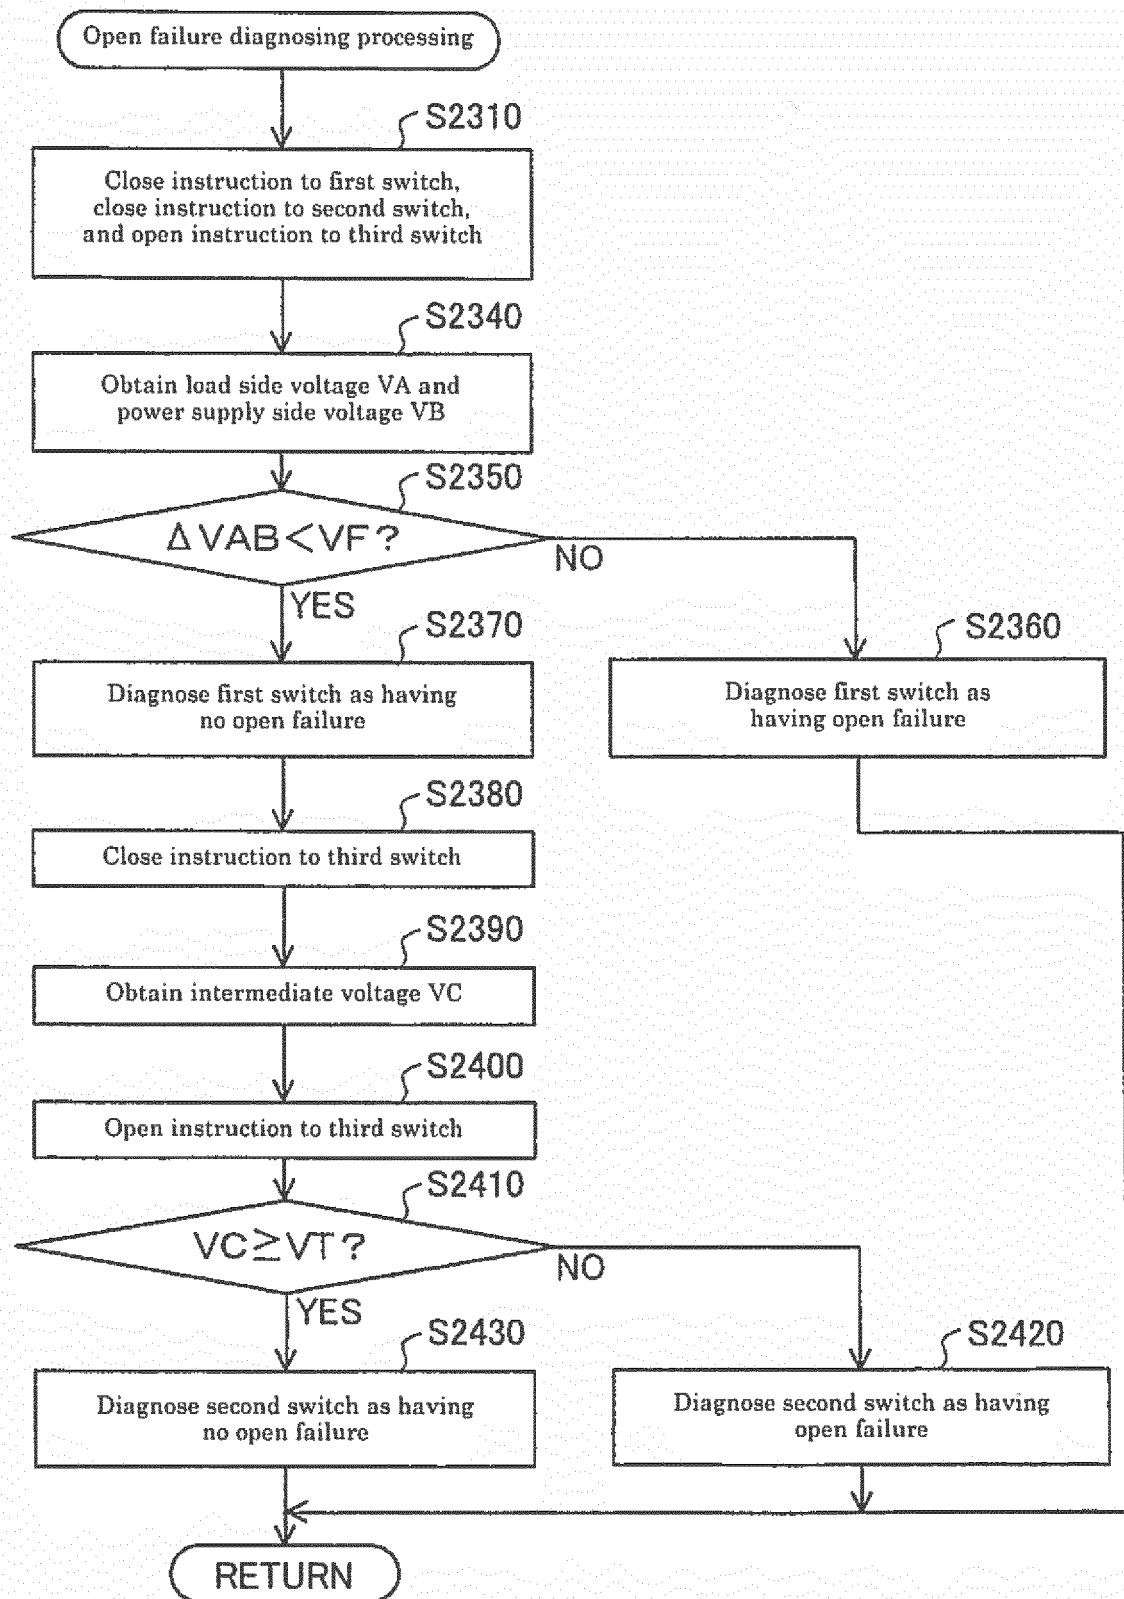 Open failure diagnosing processing
S2310
Close instruction to first switch,
close instruction to second switch,
and open instruction to third switch
S2340
Obtain load side voltage VA and
power supply side voltage VB
S2350
ΔVAB<VF?
NO
YES
S2370
Diagnose first switch as having
no open failure
S2360
Diagnose first switch as
having open failure
S2380
Close instruction to third switch
S2390
Obtain intermediate voltage VC
S2400
Open instruction to third switch
S2410
VC≧VT?
NO
YES
S2430
Diagnose second switch as having
no open failure
S2420
Diagnose second switch as having
open failure
RETURN